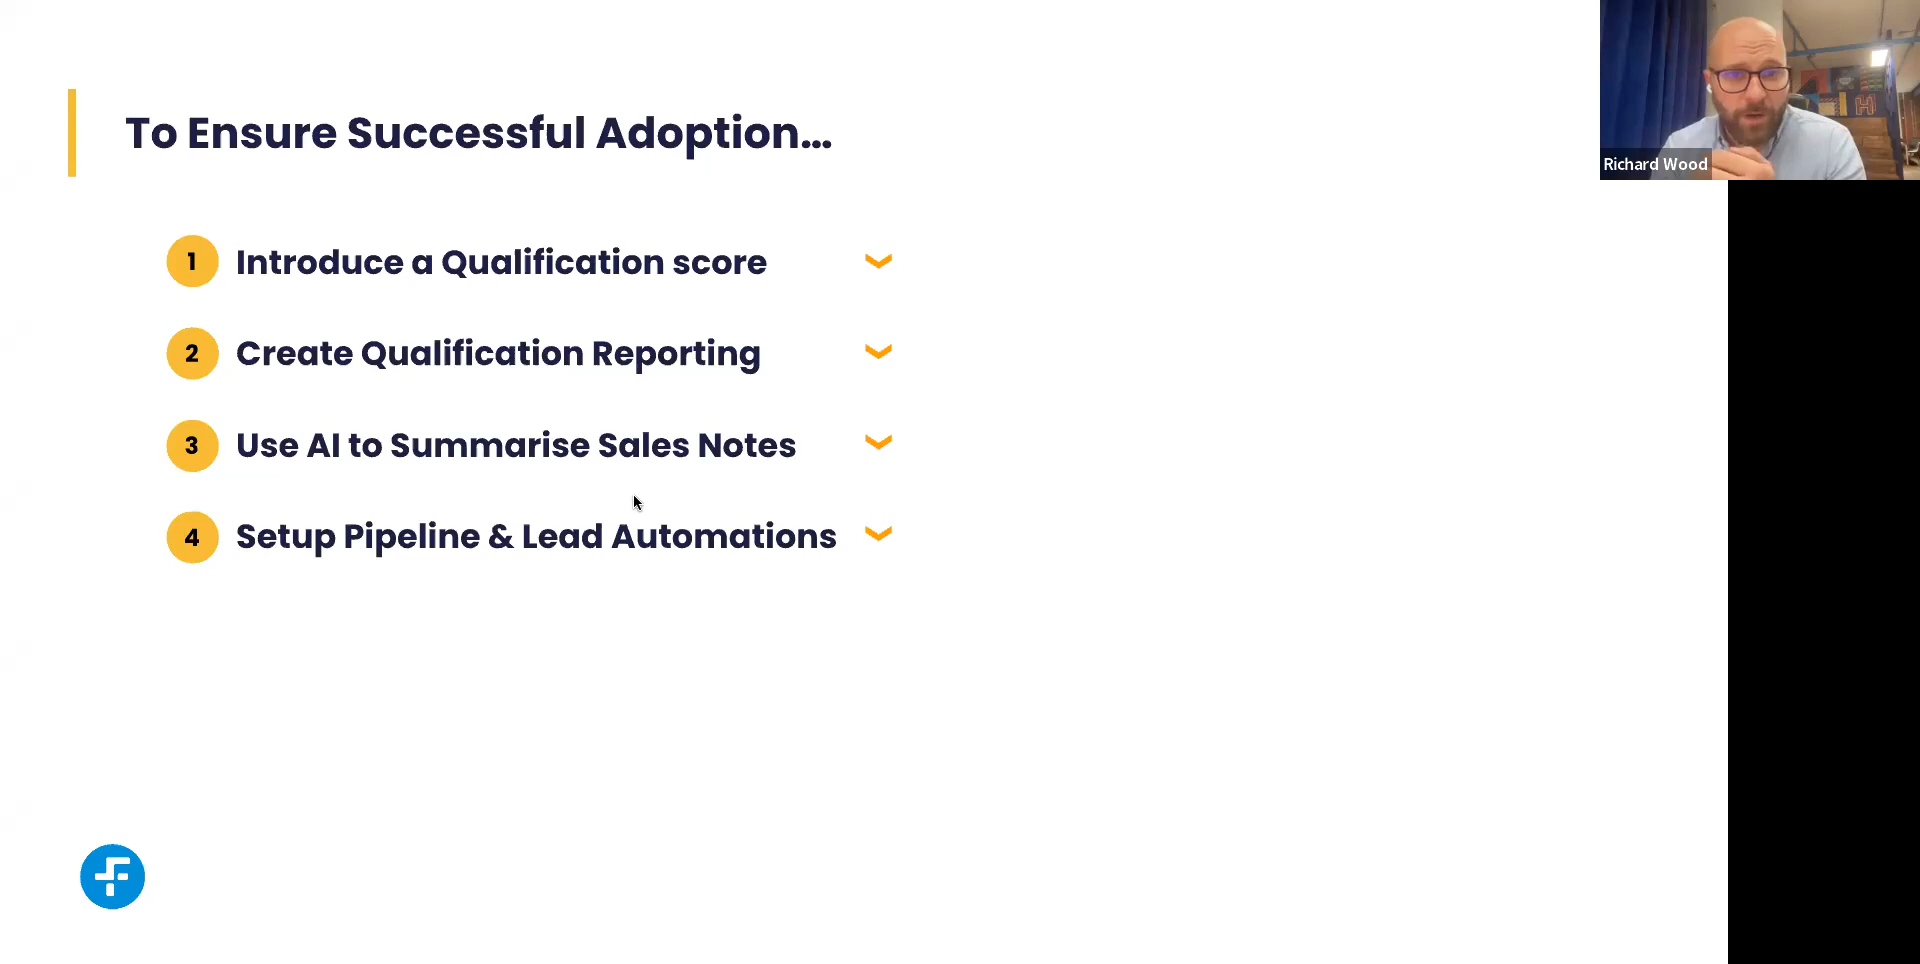 To Ensure Successful Adoption...
1 Introduce a Qualification score
2 Create Qualification Reporting
3 Use AI to Summarise Sales Notes
4 Setup Pipeline & Lead Automations
Richard Wood